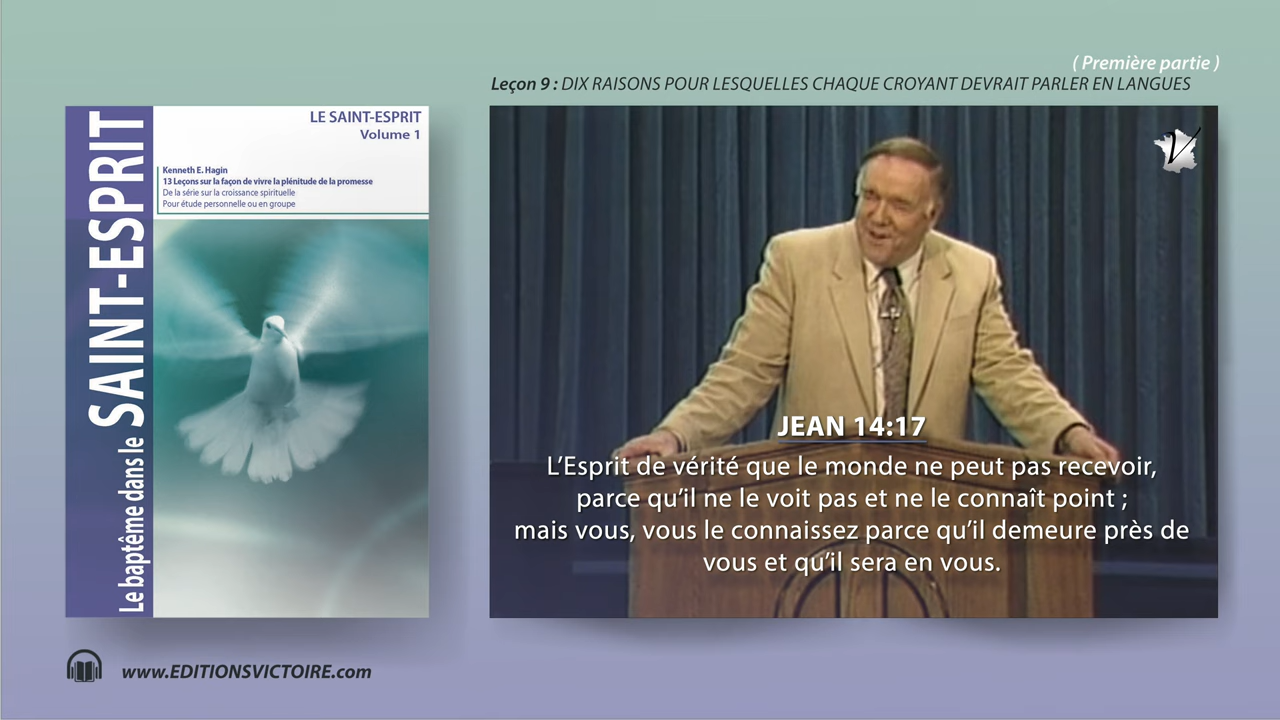 ( Première partie )
Leçon 9 : DIX RAISONS POUR LESQUELLES CHAQUE CROYANT DEVRAIT PARLER EN LANGUES
LE SAINT-ESPRIT
Volume 1
Kenneth E. Hagin
13 Leçons sur la façon de vivre la plénitude de la promesse
De la série sur la croissance spirituelle
Pour étude personnelle ou en groupe
Le baptême dans le SAINT-ESPRIT
V
JEAN 14:17
L’Esprit de vérité que le monde ne peut pas recevoir,
parce qu’il ne le voit pas et ne le connaît point ;
mais vous, vous le connaissez parce qu’il demeure près de
vous et qu’il sera en vous.
www.EDITIONSVICTOIRE.com